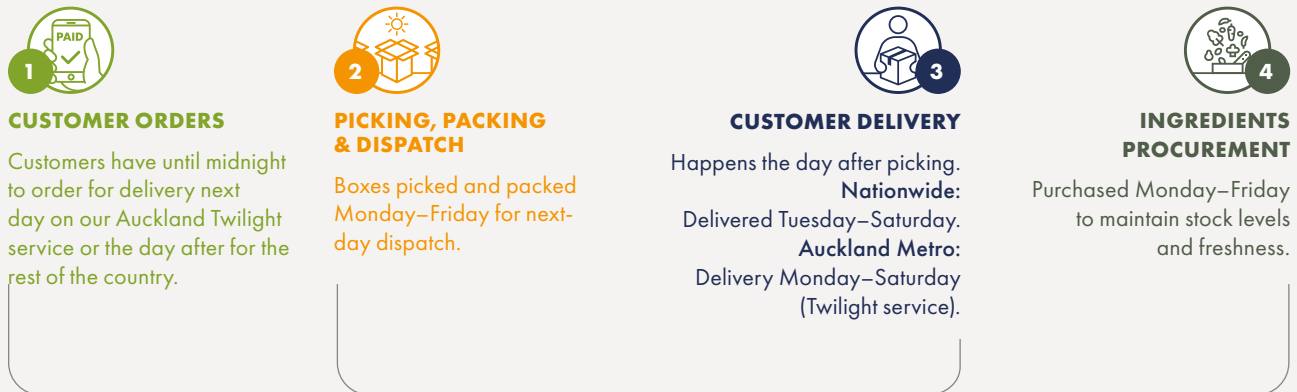 PAID
1
CUSTOMER ORDERS
Customers have until midnight
to order for delivery next
day on our Auckland Twilight
service or the day after for the
rest of the country.
2
PICKING, PACKING
& DISPATCH
Boxes picked and packed
Monday–Friday for next-
day dispatch.
3
CUSTOMER DELIVERY
Happens the day after picking.
Nationwide:
Delivered Tuesday–Saturday.
Auckland Metro:
Delivery Monday–Saturday
(Twilight service).
4
INGREDIENTS
PROCUREMENT
Purchased Monday–Friday
to maintain stock levels
and freshness.